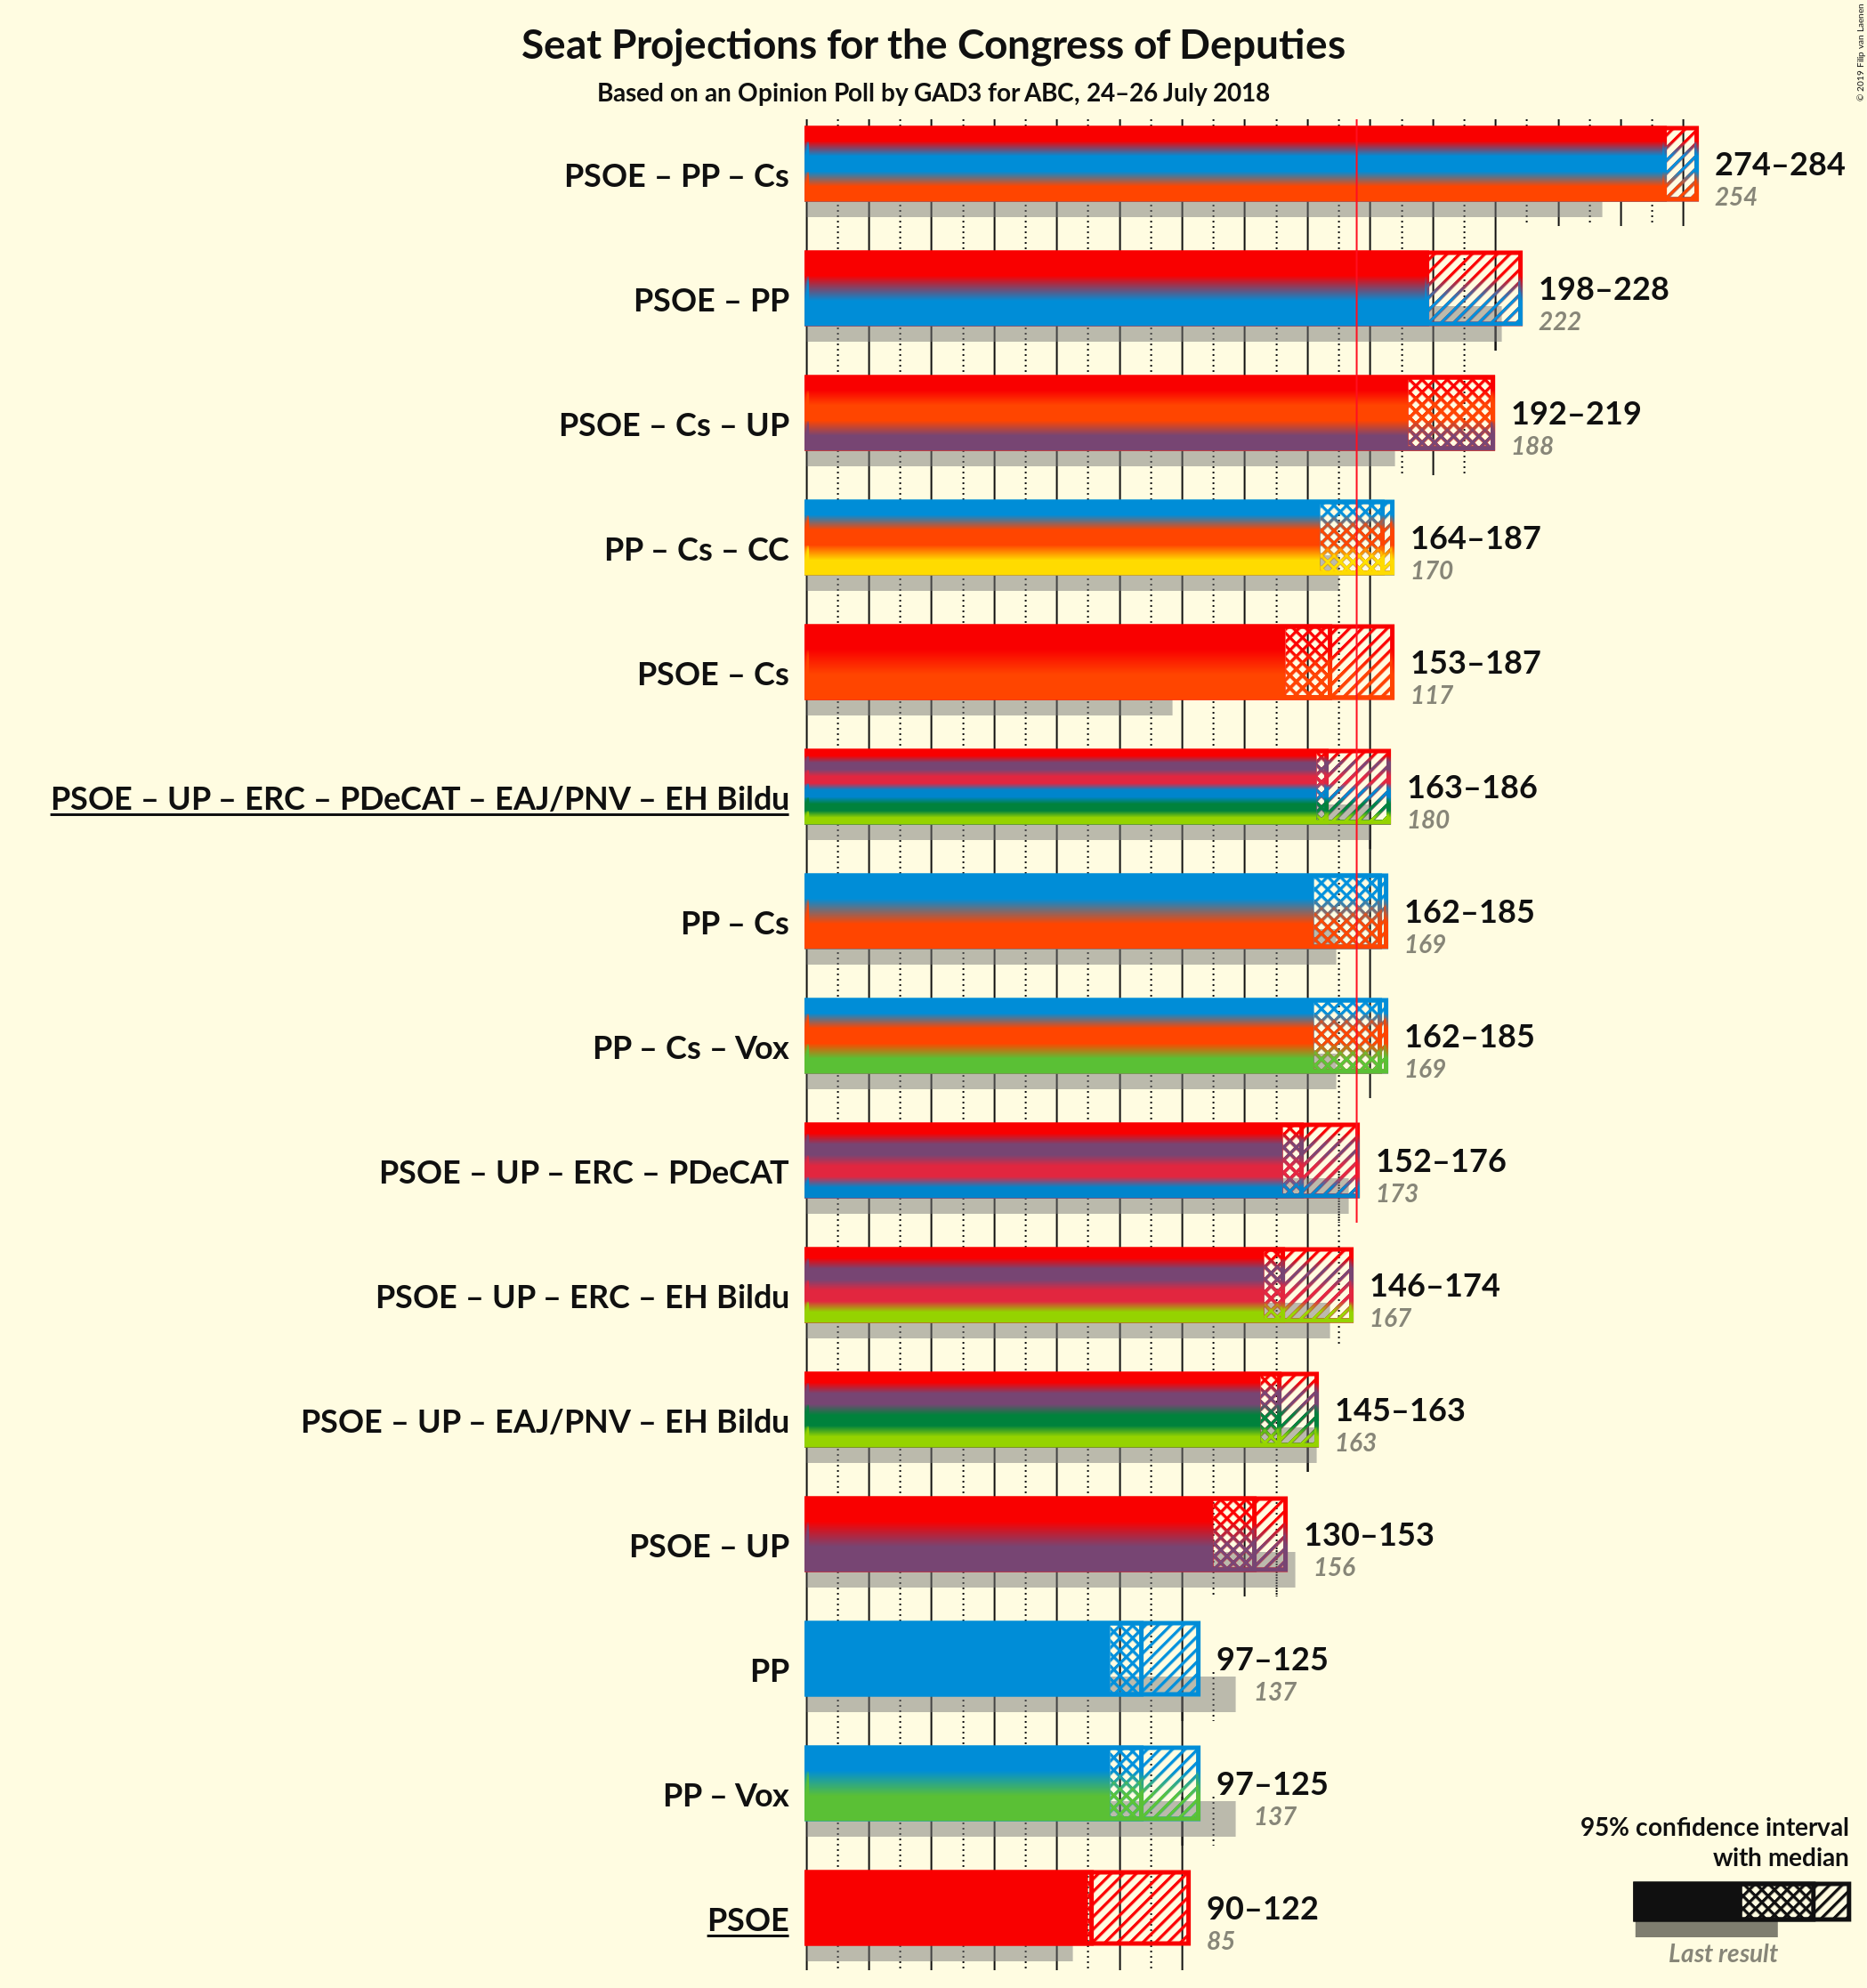 Seat Projections for the Congress of Deputies
Based on an Opinion Poll by GAD3 for ABC, 24–26 July 2018
© 2019 Filip van Laenen
PSOE – PP – Cs
274–284
254
PSOE – PP
198–228
222
PSOE – Cs – UP
192–219
188
PP – Cs – CC
164–187
170
PSOE – Cs
153–187
117
PSOE – UP – ERC – PDeCAT – EAJ/PNV – EH Bildu
163–186
180
PP – Cs
162–185
169
PP – Cs – Vox
162–185
169
PSOE – UP – ERC – PDeCAT
152–176
173
PSOE – UP – ERC – EH Bildu
146–174
167
PSOE – UP – EAJ/PNV – EH Bildu
145–163
163
PSOE – UP
130–153
156
PP
97–125
137
PP – Vox
97–125
137
PSOE
90–122
85
95% confidence interval
with median
Last result